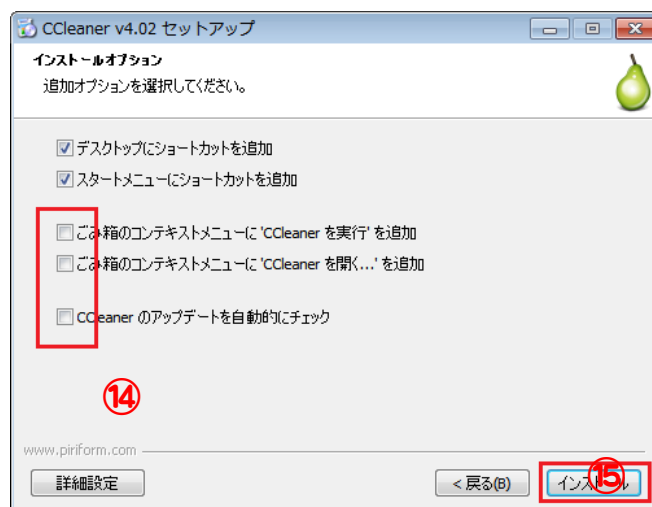 CCleaner v4.02 セットアップ
インストールオプション
追加オプションを選択してください。
デスクトップにショートカットを追加
スタートメニューにショートカットを追加
ごみ箱のコンテキストメニューに 'CCleaner を実行' を追加
ごみ箱のコンテキストメニューに 'CCleaner を開く...' を追加
CCleaner のアップデートを自動的にチェック
⑭
www.piriform.com
詳細設定
< 戻る(B)
インストール
⑮